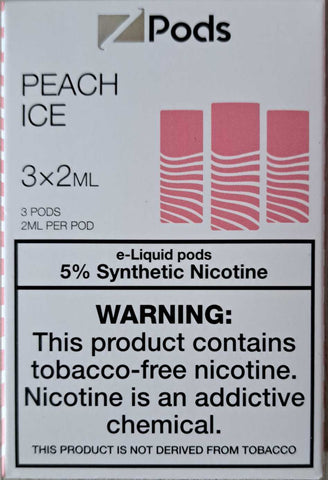 Z Pods
PEACH
ICE
3×2ML
3 PODS
2ML PER POD
e-Liquid pods
5% Synthetic Nicotine
WARNING:
This product contains
tobacco-free nicotine.
Nicotine is an addictive
chemical.
THIS PRODUCT IS NOT DERIVED FROM TOBACCO